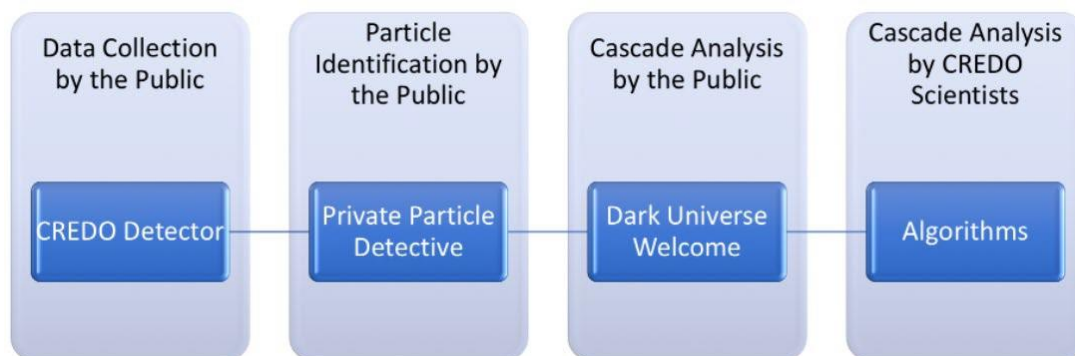 Data Collection
by the Public
CREDO Detector
Particle
Identification by
the Public
Private Particle
Detective
Cascade Analysis
by the Public
Dark Universe
Welcome
Cascade Analysis
by CREDO
Scientists
Algorithms